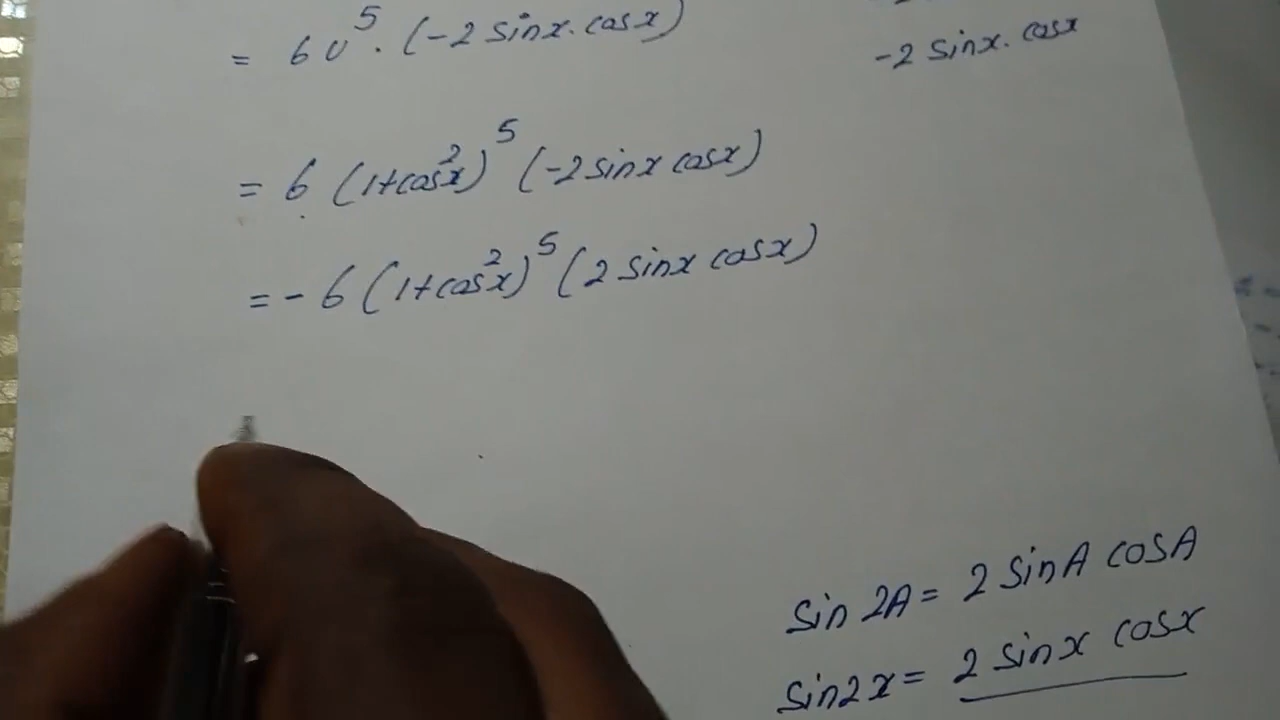 = 6 U⁵ . (-2 sinx. cosx)
-2 sinx. cosx
= 6 (1+cos²x)⁵ (-2 sinx cosx)
= - 6 (1+cos²x)⁵ (2 sinx cosx)
sin 2A = 2 sinA cosA
sin2x = 2 sinx cosx